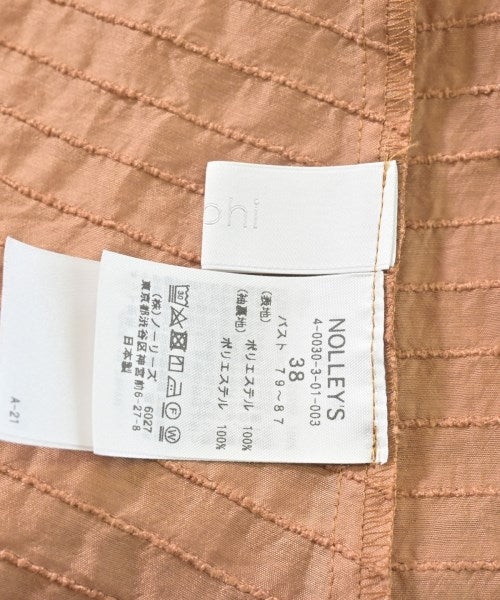 NOLLEY'S
4-0030-3-01-003
38
バスト 79～87
(表地) ポリエステル 100%
(袖裏地) ポリエステル 100%
30 F W
(株)ノーリーズ 6027
東京都渋谷区神宮前6-27-8
日本製
A-21